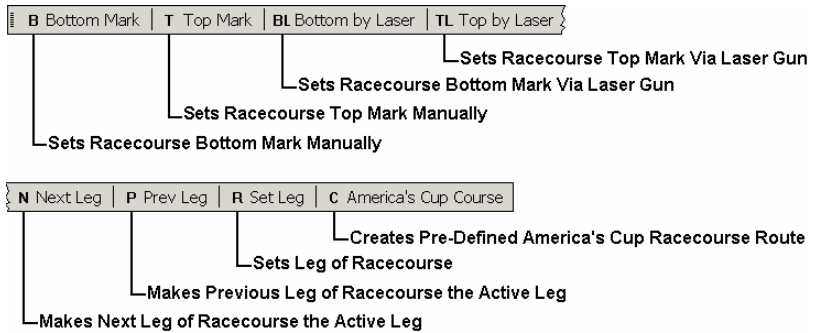 B Bottom Mark T Top Mark BL Bottom by Laser TL Top by Laser
Sets Racecourse Top Mark Via Laser Gun
Sets Racecourse Bottom Mark Via Laser Gun
Sets Racecourse Top Mark Manually
Sets Racecourse Bottom Mark Manually
N Next Leg P Prev Leg R Set Leg C America's Cup Course
Creates Pre-Defined America's Cup Racecourse Route
Sets Leg of Racecourse
Makes Previous Leg of Racecourse the Active Leg
Makes Next Leg of Racecourse the Active Leg